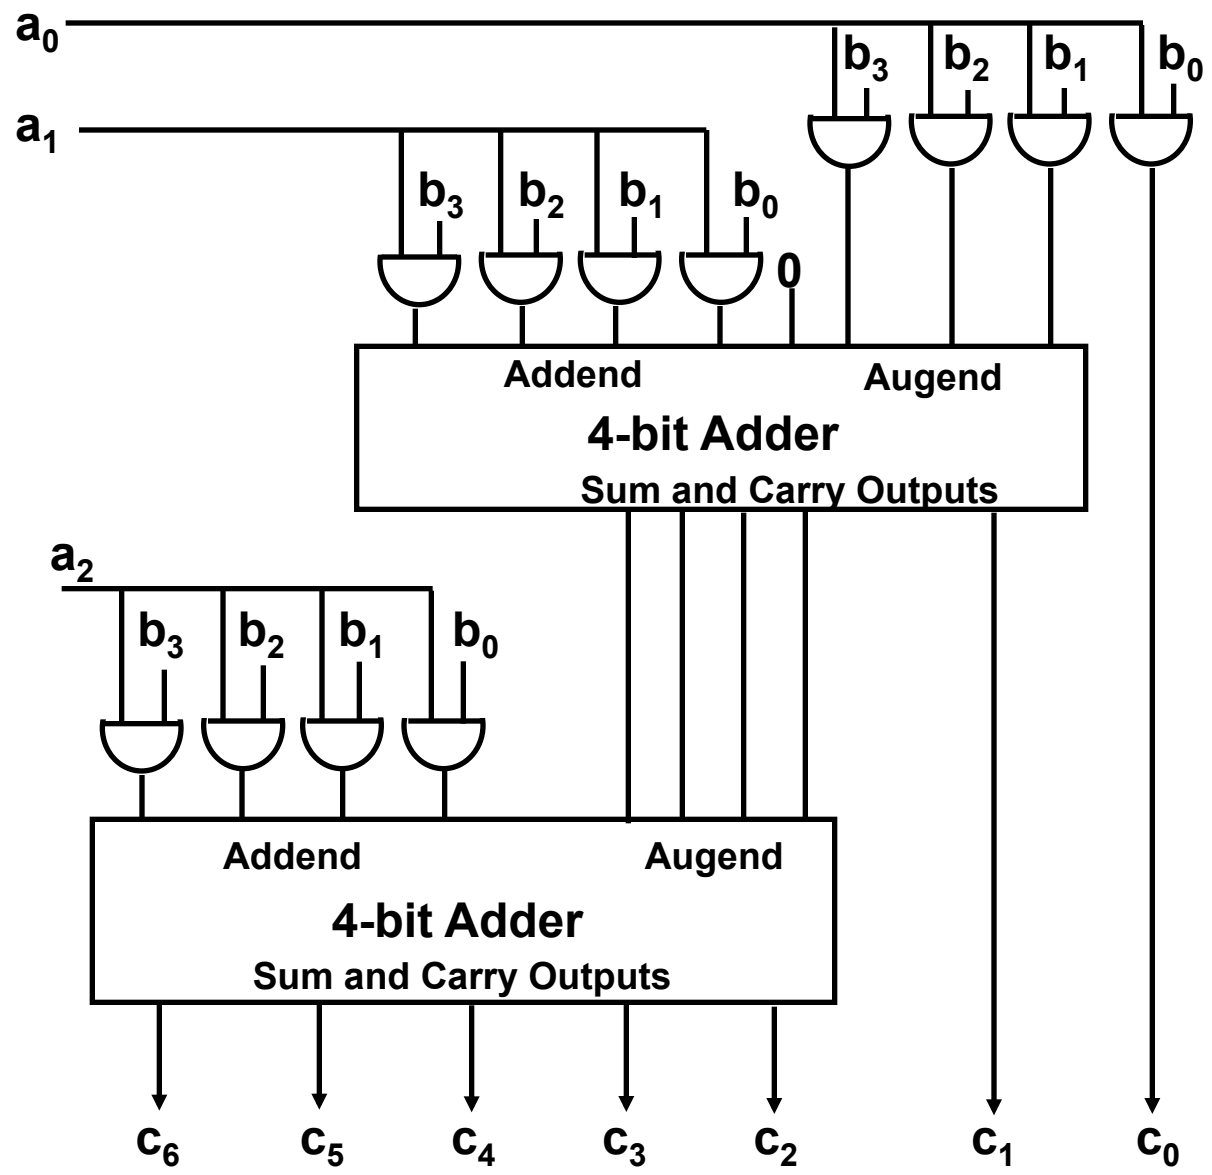 a₀
b₃ b₂ b₁ b₀
a₁
b₃ b₂ b₁ b₀
0
Addend Augend
4-bit Adder
Sum and Carry Outputs
a₂
b₃ b₂ b₁ b₀
Addend Augend
4-bit Adder
Sum and Carry Outputs
c₆ c₅ c₄ c₃ c₂ c₁ c₀